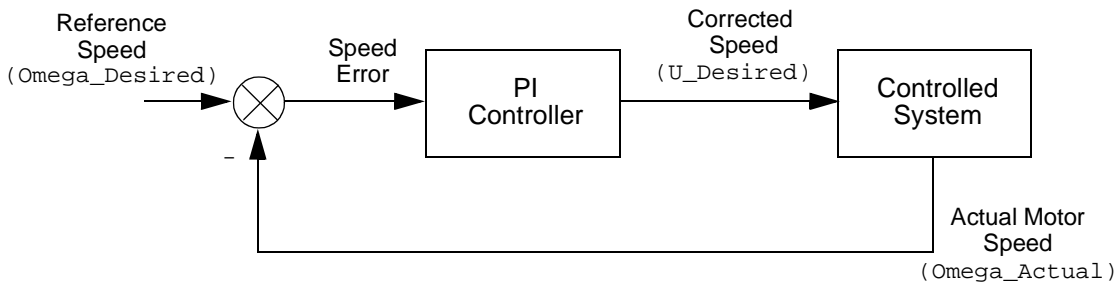 Reference
Speed
(Omega_Desired)
Speed
Error
PI
Controller
Corrected
Speed
(U_Desired)
Controlled
System
-
Actual Motor
Speed
(Omega_Actual)